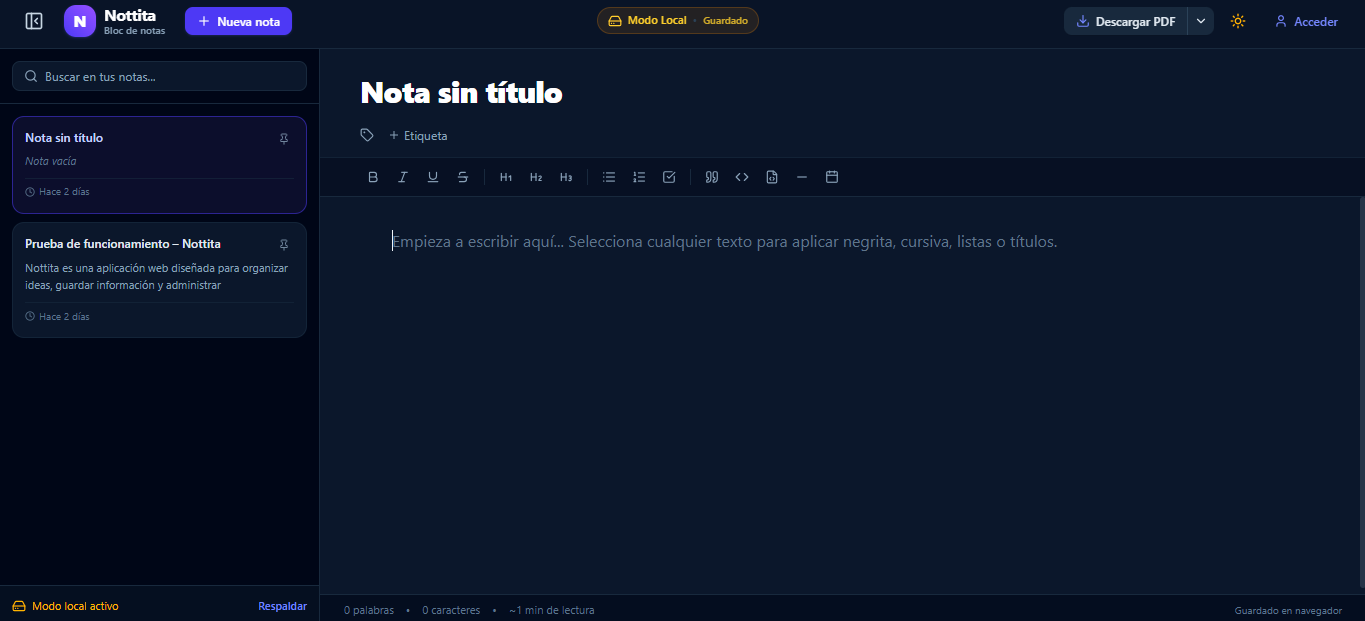 N
Nottita
Bloc de notas
+ Nueva nota
Modo Local • Guardado
Descargar PDF
Acceder
Buscar en tus notas...
Nota sin título
Nota vacía
Hace 2 días
Prueba de funcionamiento – Nottita
Nottita es una aplicación web diseñada para organizar
ideas, guardar información y administrar
Hace 2 días
Modo local activo
Respaldar
Nota sin título
+ Etiqueta
B I U S H1 H2 H3
Empieza a escribir aquí... Selecciona cualquier texto para aplicar negrita, cursiva, listas o títulos.
0 palabras • 0 caracteres • ~1 min de lectura
Guardado en navegador